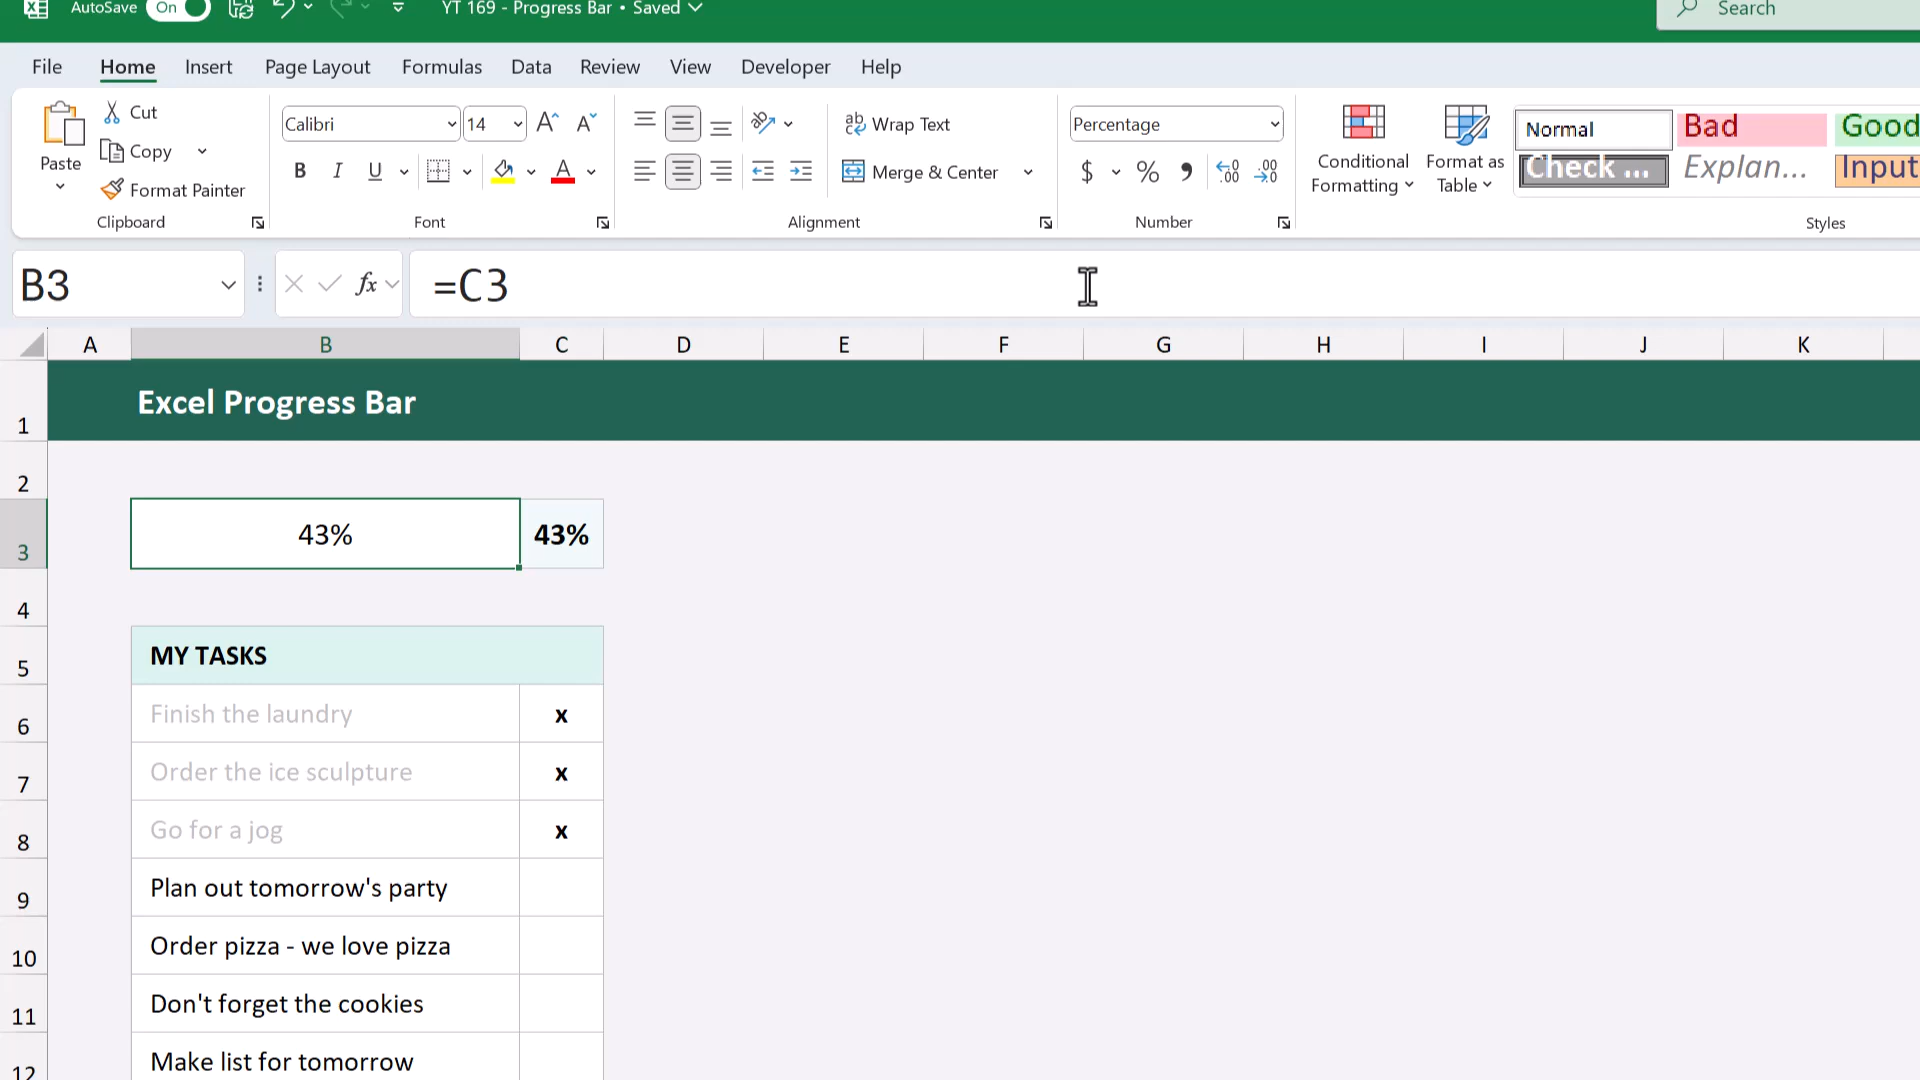 AutoSave On YT 169 - Progress Bar • Saved Search
File Home Insert Page Layout Formulas Data Review View Developer Help
Paste
Cut
Copy
Format Painter
Clipboard
Calibri 14
B I U A
Font
Wrap Text
Merge & Center
Alignment
Percentage
$ % ,
Number
Conditional Formatting
Format as Table
Normal Bad Good
Check ... Explan... Input
Styles
B3 fx =C3
A B C D E F G H I J K
1 Excel Progress Bar
2
3 43% 43%
4
5 MY TASKS
6 Finish the laundry x
7 Order the ice sculpture x
8 Go for a jog x
9 Plan out tomorrow's party
10 Order pizza - we love pizza
11 Don't forget the cookies
12 Make list for tomorrow